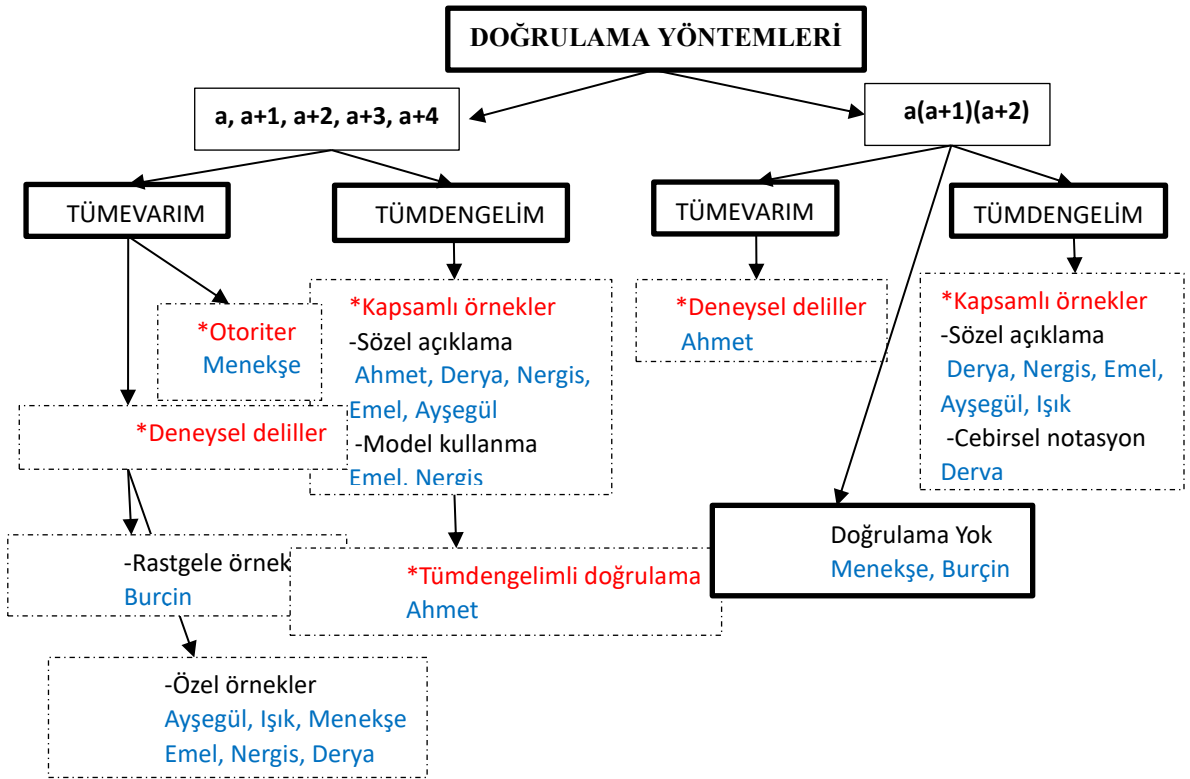 DOĞRULAMA YÖNTEMLERİ
a, a+1, a+2, a+3, a+4
a(a+1)(a+2)
TÜMEVARIM
TÜMDENGELİM
TÜMEVARIM
TÜMDENGELİM
*Otoriter
Menekşe
*Kapsamlı örnekler
-Sözel açıklama
Ahmet, Derya, Nergis,
Emel, Ayşegül
-Model kullanma
Emel, Nergis
*Deneysel deliller
Ahmet
*Kapsamlı örnekler
-Sözel açıklama
Derya, Nergis, Emel,
Ayşegül, Işık
-Cebirsel notasyon
Derya
*Deneysel deliller
-Rastgele örnek
Burçin
*Tümdengelimli doğrulama
Ahmet
Doğrulama Yok
Menekşe, Burçin
-Özel örnekler
Ayşegül, Işık, Menekşe
Emel, Nergis, Derya